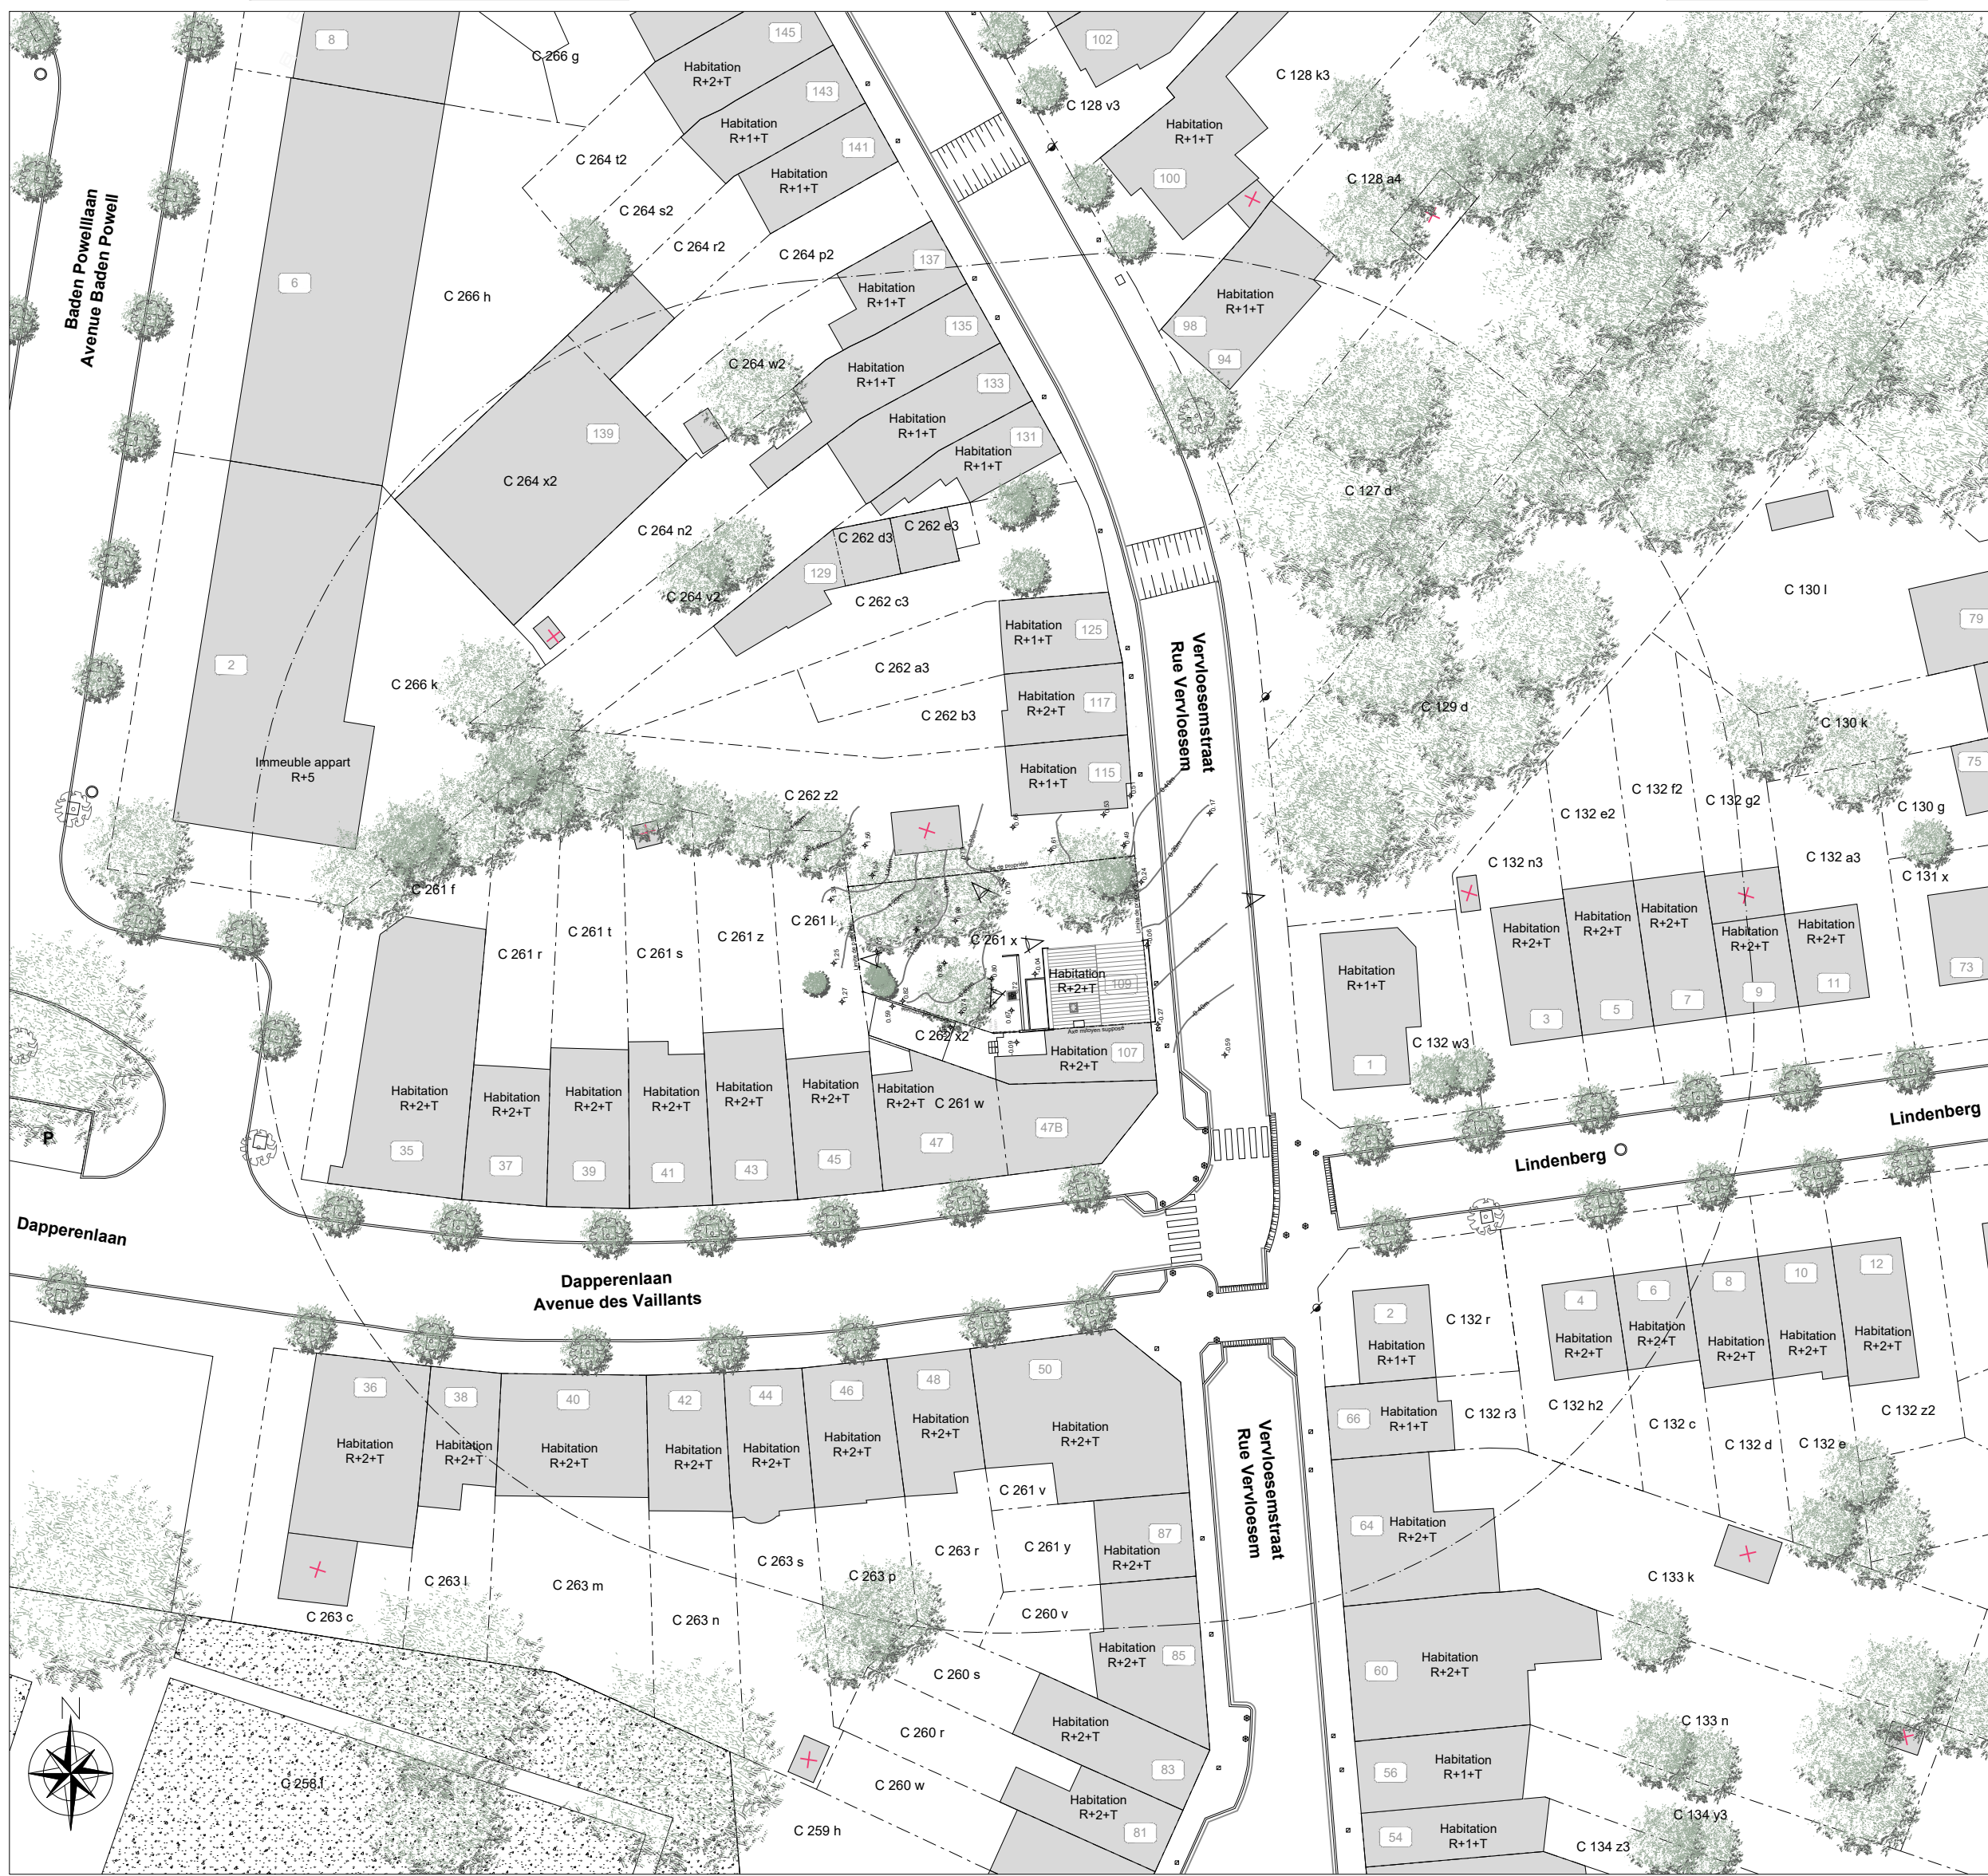 8
C 266 g
145
Habitation
R+2+T
143
Habitation
R+1+T
141
Habitation
R+1+T
102
C 128 k3
C 128 v3
Habitation
R+1+T
100
C 128 a4
C 264 t2
C 264 s2
C 264 r2
C 264 p2
Baden Powelllaan
Avenue Baden Powell
6
C 266 h
137
Habitation
R+1+T
135
Habitation
R+1+T
133
Habitation
R+1+T
131
Habitation
R+1+T
Habitation
R+1+T
98
94
C 264 w2
139
C 264 x2
C 264 n2
C 264 v2
C 262 d3
C 262 e3
129
C 262 c3
C 127 d
C 130 l
79
Habitation
R+1+T
125
C 262 a3
Habitation
R+2+T
117
C 262 b3
Habitation
R+1+T
115
Vervloesemstraat
Rue Vervloesem
2
C 266 k
Immeuble appart
R+5
C 129 d
C 130 k
75
C 130 g
C 132 g2
C 132 f2
C 132 e2
C 132 n3
C 132 a3
C 131 x
73
C 262 z2
C 261 f
C 261 r
C 261 t
C 261 s
C 261 z
C 261 l
C 261 x
Habitation
R+2+T
109
Axe mitoyen supposé
C 262 x2
Habitation
R+2+T
107
Habitation
R+1+T
1
C 132 w3
Habitation
R+2+T
3
Habitation
R+2+T
5
Habitation
R+2+T
7
Habitation
R+2+T
9
Habitation
R+2+T
11
Habitation
R+2+T
35
Habitation
R+2+T
37
Habitation
R+2+T
39
Habitation
R+2+T
41
Habitation
R+2+T
43
Habitation
R+2+T
45
Habitation
R+2+T
C 261 w
47
47B
P
Lindenberg
Lindenberg
Dapperenlaan
Dapperenlaan
Avenue des Vaillants
36
Habitation
R+2+T
38
Habitation
R+2+T
40
Habitation
R+2+T
42
Habitation
R+2+T
44
Habitation
R+2+T
46
Habitation
R+2+T
48
Habitation
R+2+T
50
Habitation
R+2+T
2
Habitation
R+1+T
C 132 r
4
Habitation
R+2+T
6
Habitation
R+2+T
8
Habitation
R+2+T
10
Habitation
R+2+T
12
Habitation
R+2+T
66
Habitation
R+1+T
C 132 r3
C 132 h2
C 132 c
C 132 d
C 132 e
C 132 z2
Vervloesemstraat
Rue Vervloesem
C 261 v
64
Habitation
R+2+T
87
Habitation
R+2+T
C 261 y
C 263 r
C 263 s
C 263 p
C 263 l
C 263 m
C 263 n
C 263 c
C 260 v
C 133 k
Habitation
R+2+T
85
60
Habitation
R+2+T
C 260 s
C 260 r
Habitation
R+2+T
83
C 133 n
N
C 258 f
C 260 w
Habitation
R+2+T
81
56
Habitation
R+1+T
C 259 h
54
Habitation
R+1+T
C 134 y3
C 134 z3